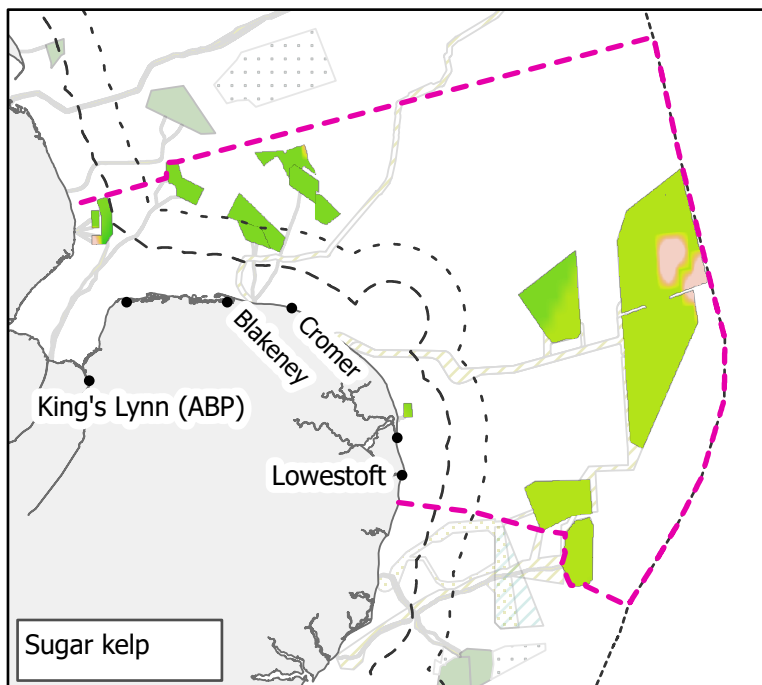 Blakeney
Cromer
King's Lynn (ABP)
Lowestoft
Sugar kelp